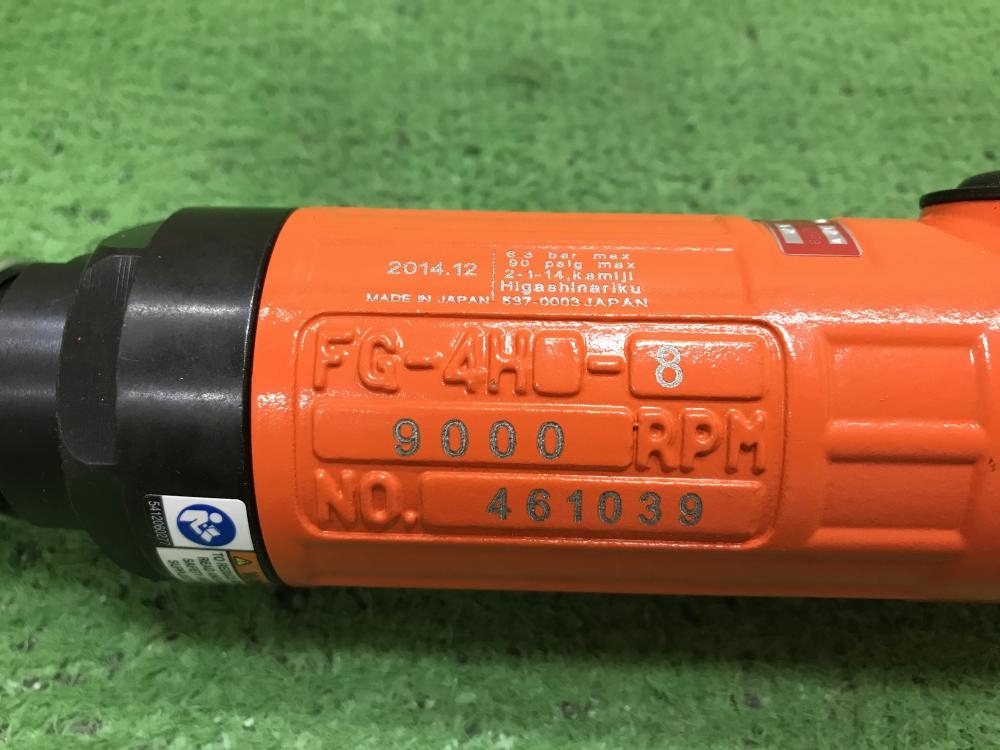 2014.12
MADE IN JAPAN
6.3 bar max
90 psig max
2-1-14,kamiji
Higashinariku
537-0003 JAPAN
FG-4H -8
9000 RPM
NO. 461039